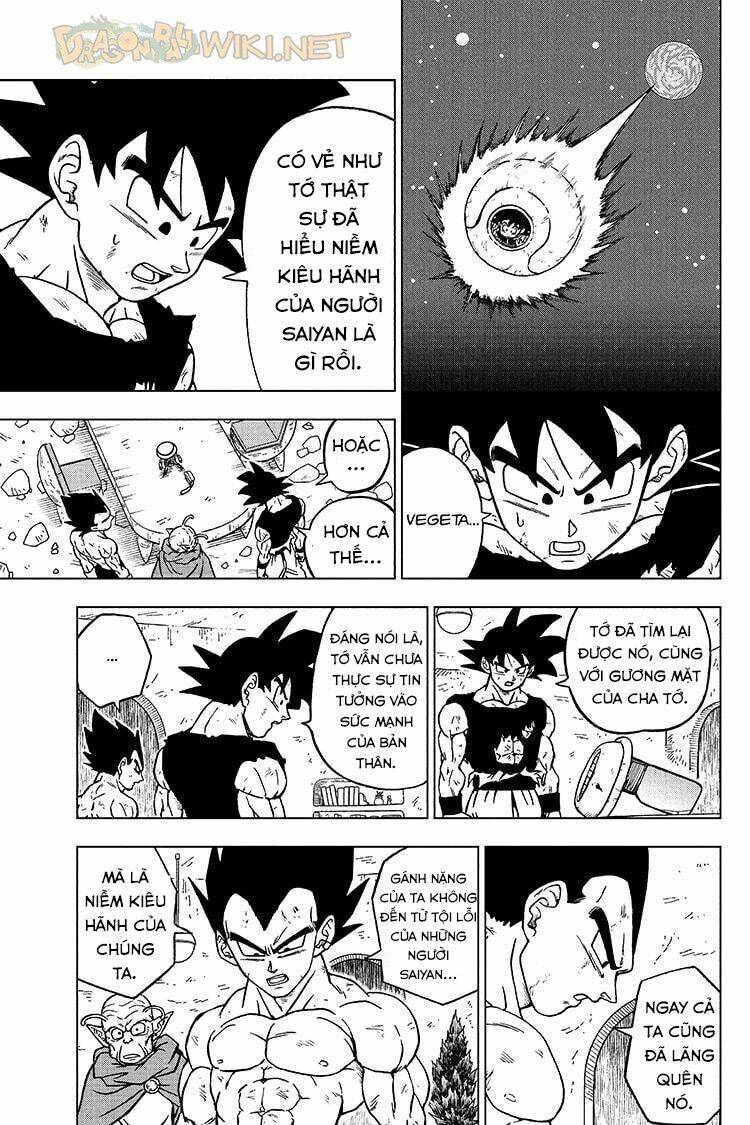 DRAGON BALL WIKI.NET
VEGETA...
CÓ VẺ NHƯ
TỚ THẬT
SỰ ĐÃ
HIỂU NIỀM
KIÊU HÃNH
CỦA NGƯỜI
SAIYAN LÀ
GÌ RỒI.
HOẶC
...
HƠN CẢ
THẾ...
TỚ ĐÃ TÌM LẠI
ĐƯỢC NÓ, CÙNG
VỚI GƯƠNG MẶT
CỦA CHA TỚ.
ĐÁNG NÓI LÀ,
TỚ VẪN CHƯA
THỰC SỰ TIN
TƯỞNG VÀO
SỨC MẠNH
CỦA BẢN
THÂN.
...
NGAY CẢ
TA CŨNG
ĐÃ LÃNG
QUÊN
NÓ.
GÁNH NẶNG
CỦA TA KHÔNG
ĐẾN TỪ TỘI LỖI
CỦA NHỮNG
NGƯỜI
SAIYAN...
MÀ LÀ
NIỀM KIÊU
HÃNH CỦA
CHÚNG
TA.